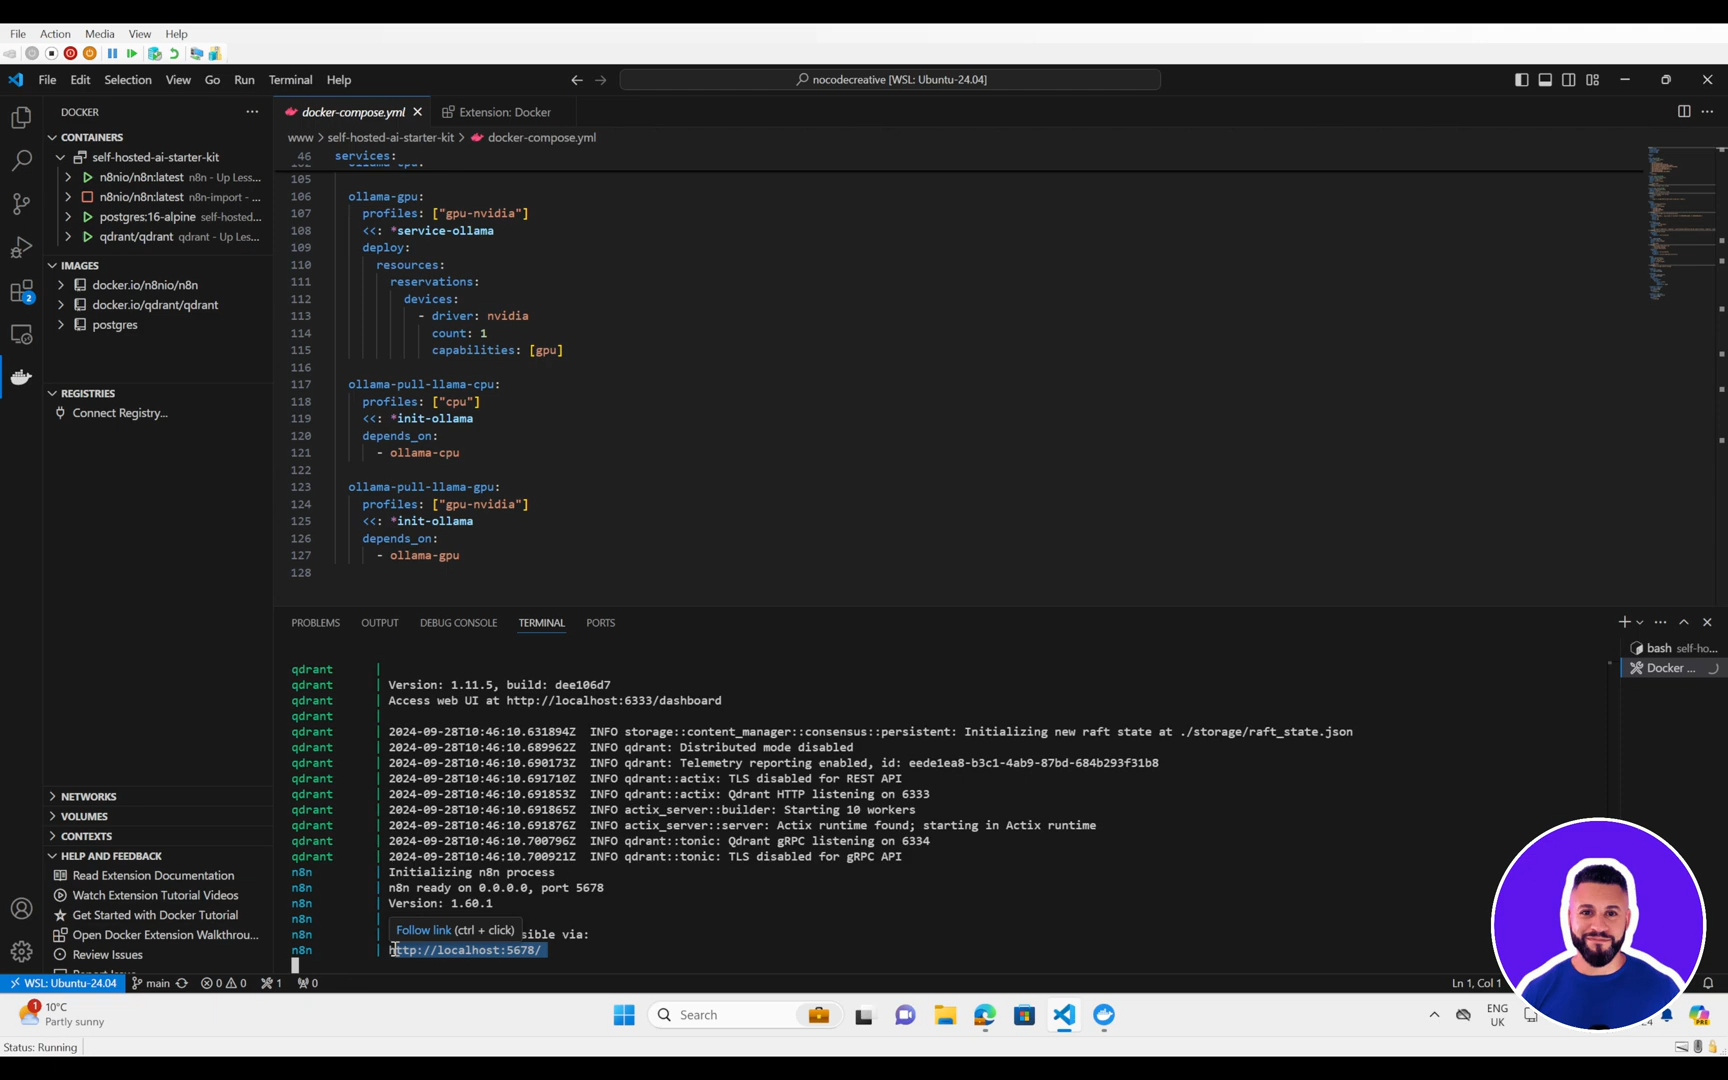 File Action Media View Help
File Edit Selection View Go Run Terminal Help
nocodecreative [WSL: Ubuntu-24.04]
DOCKER
docker-compose.yml
Extension: Docker
www > self-hosted-ai-starter-kit > docker-compose.yml
CONTAINERS
self-hosted-ai-starter-kit
n8nio/n8n:latest n8n - Up Less...
n8nio/n8n:latest n8n-import - ...
postgres:16-alpine self-hosted...
qdrant/qdrant qdrant - Up Les...
IMAGES
docker.io/n8nio/n8n
docker.io/qdrant/qdrant
postgres
REGISTRIES
Connect Registry...
NETWORKS
VOLUMES
CONTEXTS
HELP AND FEEDBACK
Read Extension Documentation
Watch Extension Tutorial Videos
Get Started with Docker Tutorial
Open Docker Extension Walkthrou...
Review Issues
2
46 services:
105
106 ollama-gpu:
107 profiles: ["gpu-nvidia"]
108 <<: *service-ollama
109 deploy:
110 resources:
111 reservations:
112 devices:
113 - driver: nvidia
114 count: 1
115 capabilities: [gpu]
116
117 ollama-pull-llama-cpu:
118 profiles: ["cpu"]
119 <<: *init-ollama
120 depends_on:
121 - ollama-cpu
122
123 ollama-pull-llama-gpu:
124 profiles: ["gpu-nvidia"]
125 <<: *init-ollama
126 depends_on:
127 - ollama-gpu
128
PROBLEMS OUTPUT DEBUG CONSOLE TERMINAL PORTS
bash self-ho...
Docker ...
qdrant |
qdrant | Version: 1.11.5, build: dee106d7
qdrant | Access web UI at http://localhost:6333/dashboard
qdrant |
qdrant | 2024-09-28T10:46:10.631894Z INFO storage::content_manager::consensus::persistent: Initializing new raft state at ./storage/raft_state.json
qdrant | 2024-09-28T10:46:10.689962Z INFO qdrant: Distributed mode disabled
qdrant | 2024-09-28T10:46:10.690173Z INFO qdrant: Telemetry reporting enabled, id: eede1ea8-b3c1-4ab9-87bd-684b293f31b8
qdrant | 2024-09-28T10:46:10.691710Z INFO qdrant::actix: TLS disabled for REST API
qdrant | 2024-09-28T10:46:10.691853Z INFO qdrant::actix: Qdrant HTTP listening on 6333
qdrant | 2024-09-28T10:46:10.691865Z INFO actix_server::builder: Starting 10 workers
qdrant | 2024-09-28T10:46:10.691876Z INFO actix_server::server: Actix runtime found; starting in Actix runtime
qdrant | 2024-09-28T10:46:10.700796Z INFO qdrant::tonic: Qdrant gRPC listening on 6334
qdrant | 2024-09-28T10:46:10.700921Z INFO qdrant::tonic: TLS disabled for gRPC API
n8n | Initializing n8n process
n8n | n8n ready on 0.0.0.0, port 5678
n8n | Version: 1.60.1
n8n |
Follow link (ctrl + click)
n8n | sible via:
n8n | http://localhost:5678/
WSL: Ubuntu-24.04 main 0 0 1 0
Ln 1, Col 1
1
10°C
Partly sunny
Search
ENG
UK
PRE
Status: Running